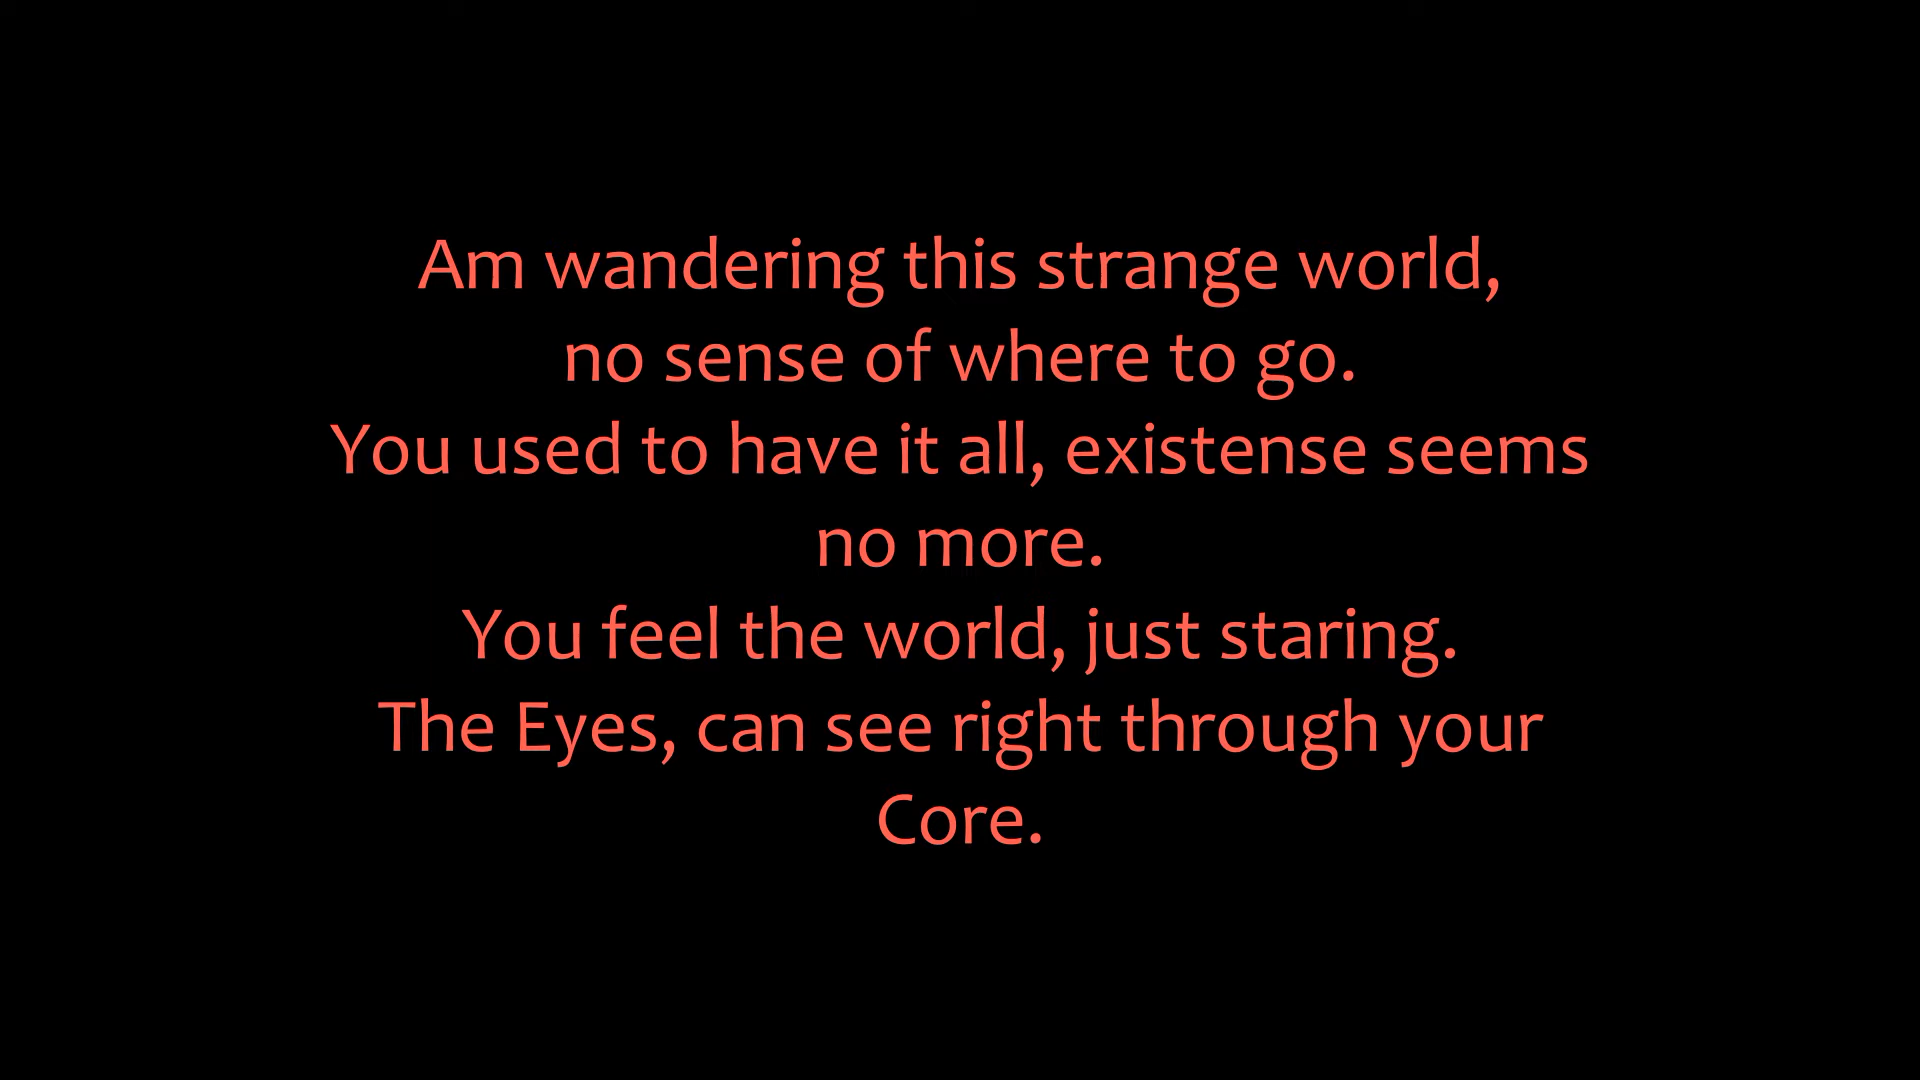 Am wandering this strange world,
no sense of where to go.
You used to have it all, existense seems
no more.
You feel the world, just staring.
The Eyes, can see right through your
Core.